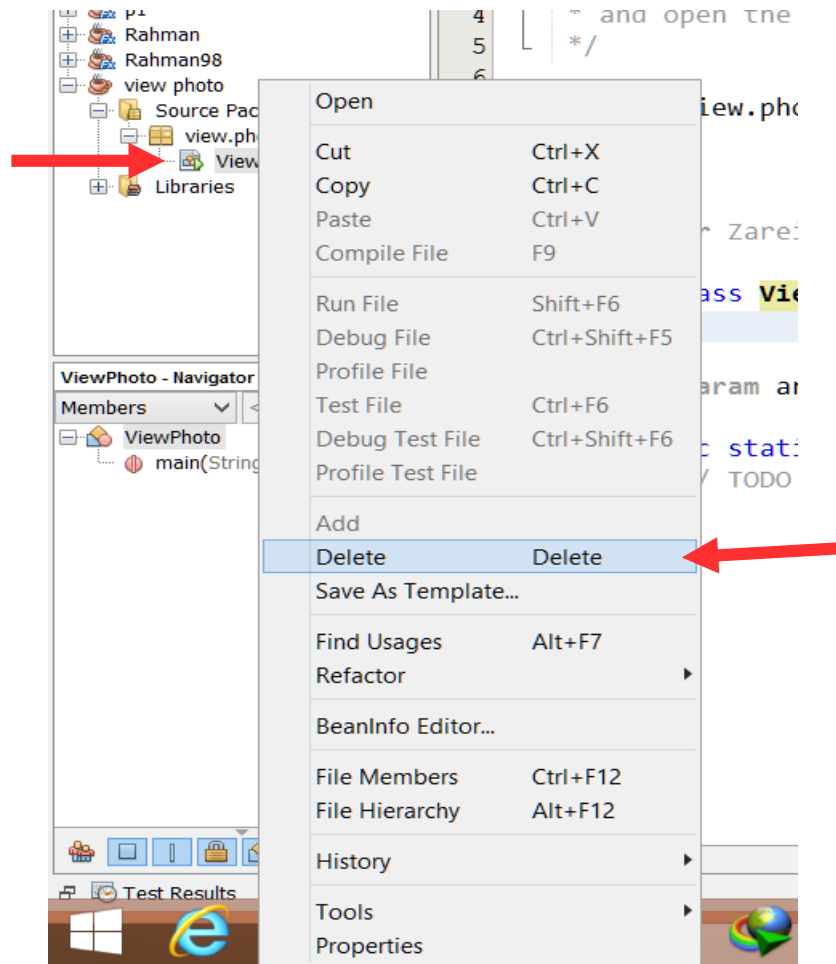 p1
Rahman
Rahman98
view photo
Source Pac
view.ph
View
Libraries
ViewPhoto - Navigator
Members
<
ViewPhoto
main(String
Test Results
Open
Cut Ctrl+X
Copy Ctrl+C
Paste Ctrl+V
Compile File F9
Run File Shift+F6
Debug File Ctrl+Shift+F5
Profile File
Test File Ctrl+F6
Debug Test File Ctrl+Shift+F6
Profile Test File
Add
Delete Delete
Save As Template...
Find Usages Alt+F7
Refactor
BeanInfo Editor...
File Members Ctrl+F12
File Hierarchy Alt+F12
History
Tools
Properties
4 * and open the
5 */
6
iew.pho
r Zarei
ass Vie
aram ar
c stati
/ TODO